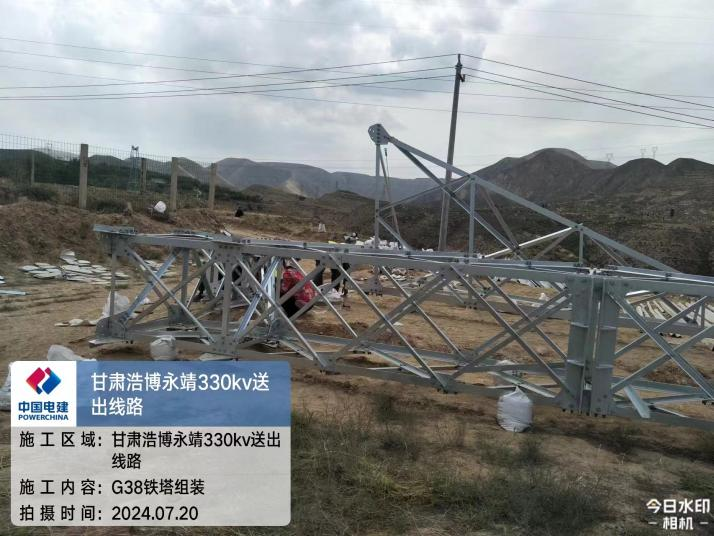 中国电建
POWERCHINA
甘肃浩博永靖330kv送
出线路
施工区域：甘肃浩博永靖330kv送出
线路
施工内容：G38铁塔组装
拍摄时间：2024.07.20
今日水印
-相机-